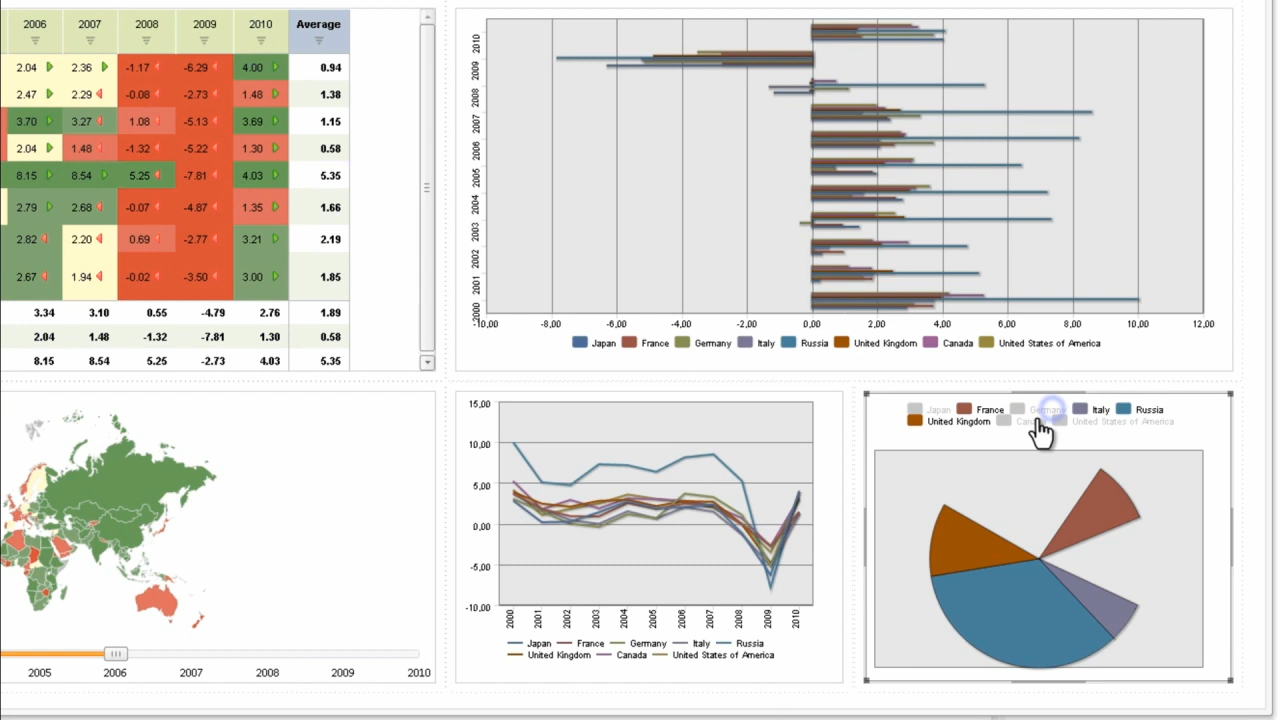 2006 2007 2008 2009 2010 Average
2.04 2.36 -1.17 -6.29 4.00 0.94
2.47 2.29 -0.08 -2.73 1.48 1.38
3.70 3.27 1.08 -5.13 3.69 1.15
2.04 1.48 -1.32 -5.22 1.30 0.58
8.15 8.54 5.25 -7.81 4.03 5.35
2.79 2.68 -0.07 -4.87 1.35 1.66
2.82 2.20 0.69 -2.77 3.21 2.19
2.67 1.94 -0.02 -3.50 3.00 1.85
3.34 3.10 0.55 -4.79 2.76 1.89
2.04 1.48 -1.32 -7.81 1.30 0.58
8.15 8.54 5.25 -2.73 4.03 5.35
2010
2009
2008
2007
2006
2005
2004
2003
2002
2001
2000
-10,00 -8,00 -6,00 -4,00 -2,00 0,00 2,00 4,00 6,00 8,00 10,00 12,00
Japan France Germany Italy Russia United Kingdom Canada United States of America
2005 2006 2007 2008 2009 2010
15,00
10,00
5,00
0,00
-5,00
-10,00
2000 2001 2002 2003 2004 2005 2006 2007 2008 2009 2010
Japan France Germany Italy Russia
United Kingdom Canada United States of America
Japan France Germany Italy Russia
United Kingdom United States of America